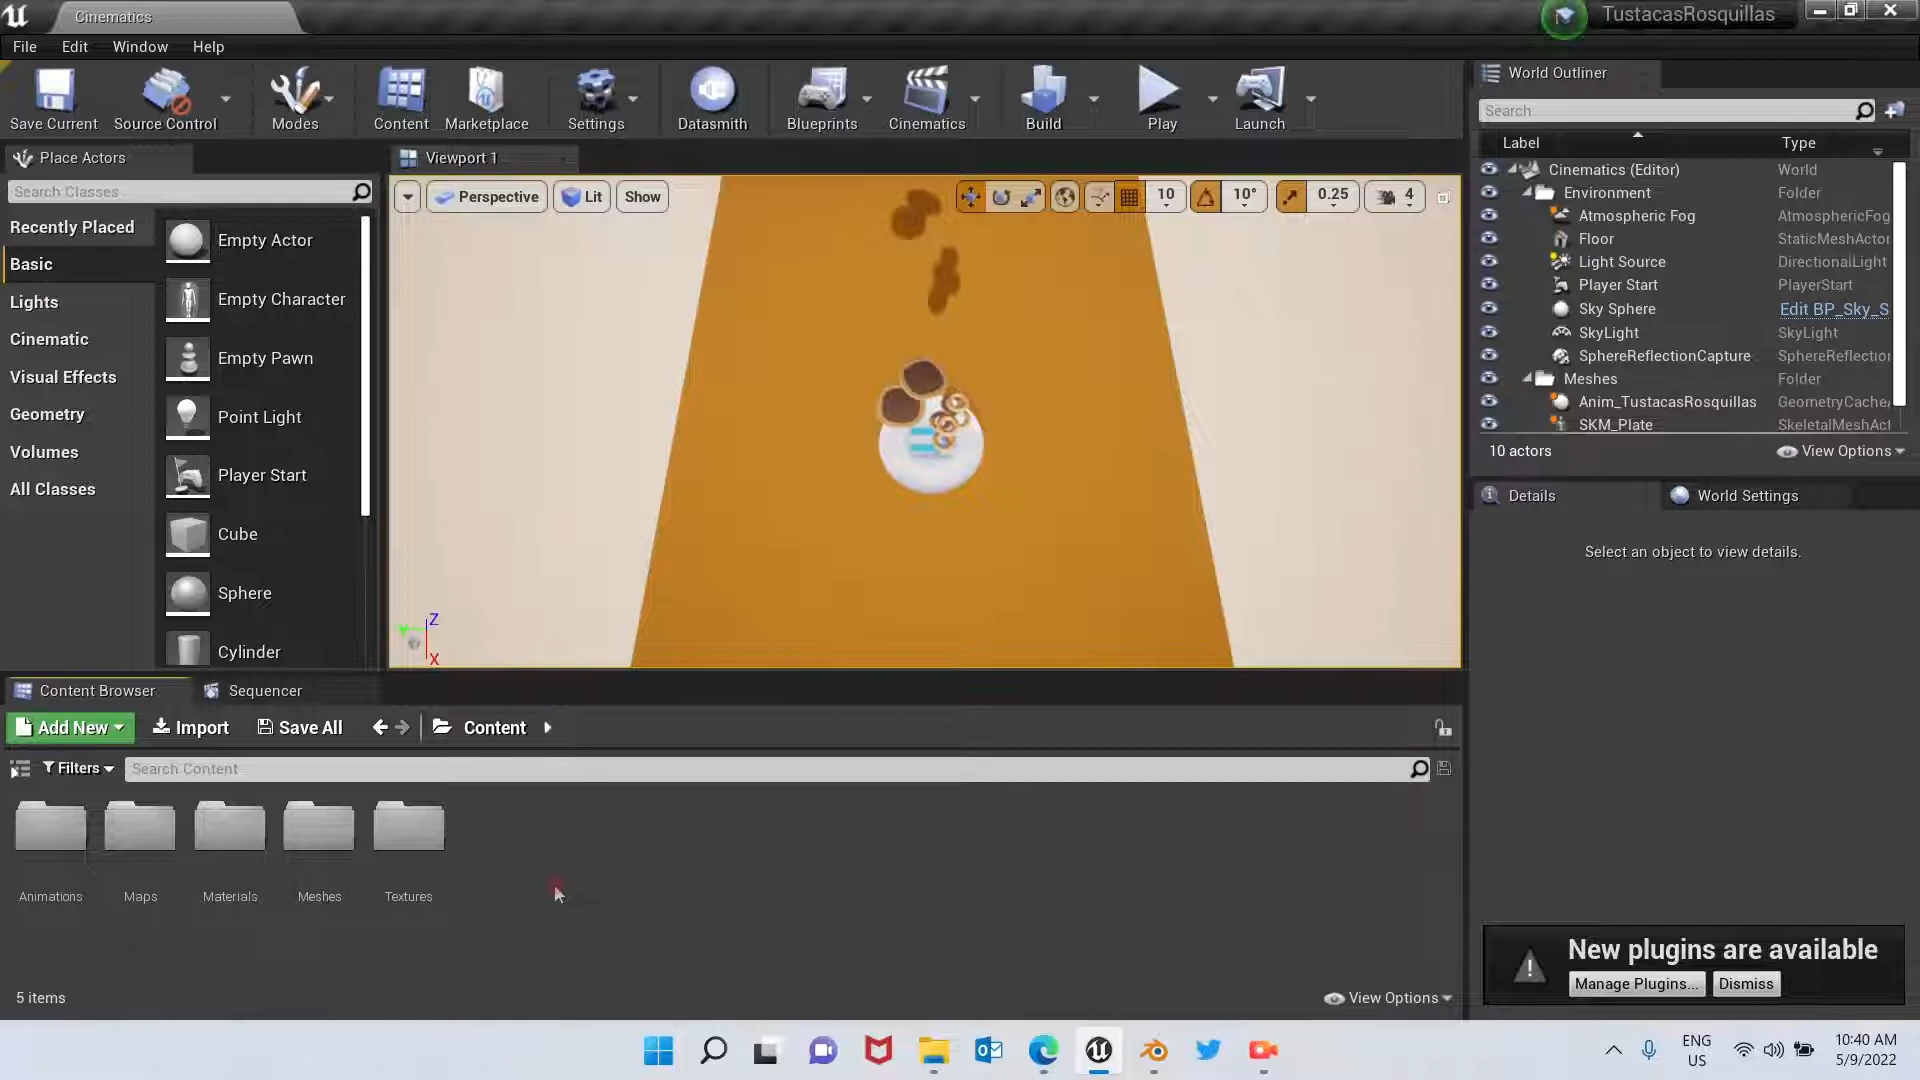 Cinematics
TustacasRosquillas
File Edit Window Help
Save Current Source Control Modes Content Marketplace Settings Datasmith Blueprints Cinematics Build Play Launch
Place Actors
Search Classes
Recently Placed
Basic
Lights
Cinematic
Visual Effects
Geometry
Volumes
All Classes
Empty Actor
Empty Character
Empty Pawn
Point Light
Player Start
Cube
Sphere
Cylinder
Viewport 1
Perspective Lit Show 10 10° 0.25 4
Z
Y
X
World Outliner
Search
Label Type
Cinematics (Editor) World
Environment Folder
Atmospheric Fog AtmosphericFog
Floor StaticMeshActor
Light Source DirectionalLight
Player Start PlayerStart
Sky Sphere Edit BP_Sky_S
SkyLight SkyLight
SphereReflectionCapture SphereReflection
Meshes Folder
Anim_TustacasRosquillas GeometryCacheA
SKM_Plate SkeletalMeshAct
10 actors View Options
Details World Settings
Select an object to view details.
Content Browser Sequencer
Add New Import Save All Content
Filters Search Content
Animations Maps Materials Meshes Textures
5 items View Options
New plugins are available
Manage Plugins... Dismiss
ENG
US
10:40 AM
5/9/2022